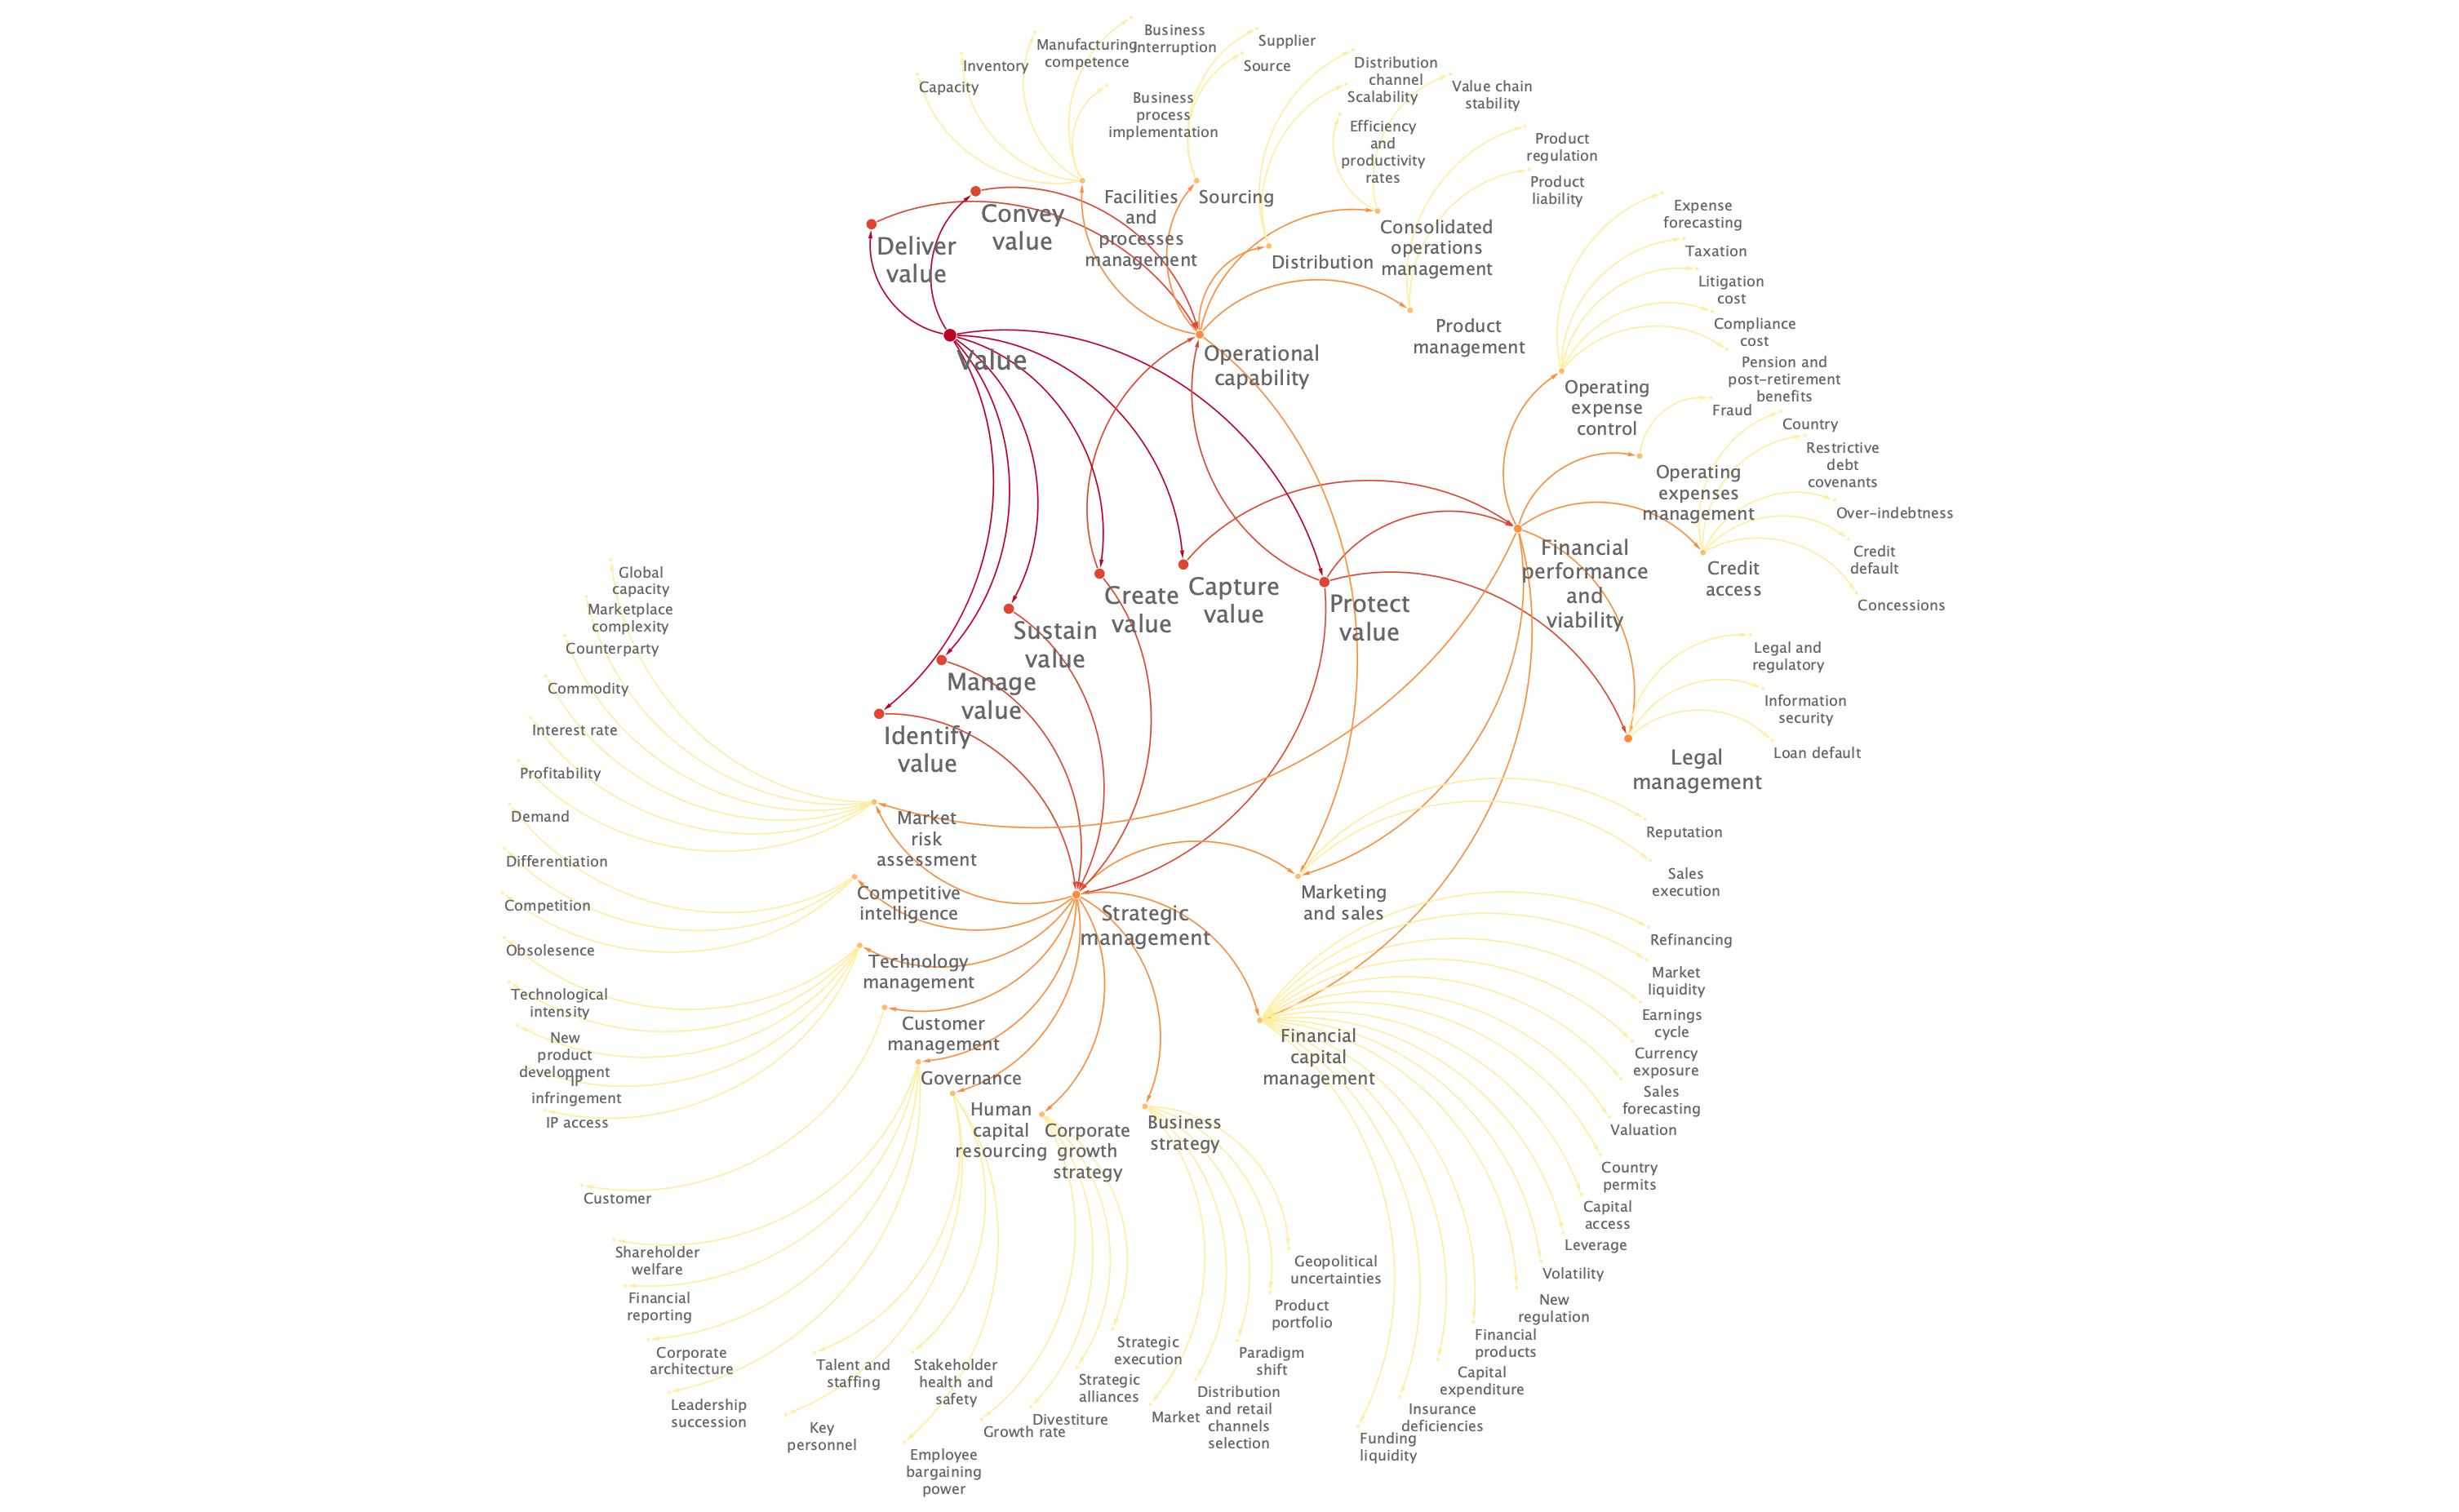 Business
interruption
Supplier
Manufacturing
competence
Inventory
Source
Distribution
channel
Capacity
Value chain
stability
Scalability
Business
process
implementation
Efficiency
and
productivity
rates
Product
regulation
Product
liability
Facilities
and
processes
management
Sourcing
Convey
value
Deliver
value
Consolidated
operations
management
Distribution
Expense
forecasting
Taxation
Litigation
cost
Compliance
cost
Product
management
Value
Operational
capability
Pension and
post-retirement
benefits
Operating
expense
control
Fraud
Country
Restrictive
debt
covenants
Operating
expenses
management
Over-indebtness
Credit
default
Credit
access
Concessions
Financial
performance
and
viability
Global
capacity
Marketplace
complexity
Counterparty
Create
value
Capture
value
Protect
value
Sustain
value
Legal and
regulatory
Information
security
Loan default
Legal
management
Commodity
Manage
value
Interest rate
Identify
value
Profitability
Demand
Market
risk
assessment
Reputation
Differentiation
Sales
execution
Competitive
intelligence
Marketing
and sales
Competition
Strategic
management
Obsolesence
Refinancing
Technology
management
Market
liquidity
Technological
intensity
Earnings
cycle
Customer
management
New
product
development
Financial
capital
management
Currency
exposure
Governance
IP
infringement
Sales
forecasting
IP access
Human
capital
resourcing
Corporate
growth
strategy
Business
strategy
Valuation
Country
permits
Customer
Capital
access
Leverage
Shareholder
welfare
Geopolitical
uncertainties
Volatility
Financial
reporting
Product
portfolio
New
regulation
Corporate
architecture
Talent and
staffing
Stakeholder
health and
safety
Strategic
execution
Paradigm
shift
Financial
products
Strategic
alliances
Capital
expenditure
Leadership
succession
Key
personnel
Growth rate
Divestiture
Market
Distribution
and retail
channels
selection
Insurance
deficiencies
Funding
liquidity
Employee
bargaining
power